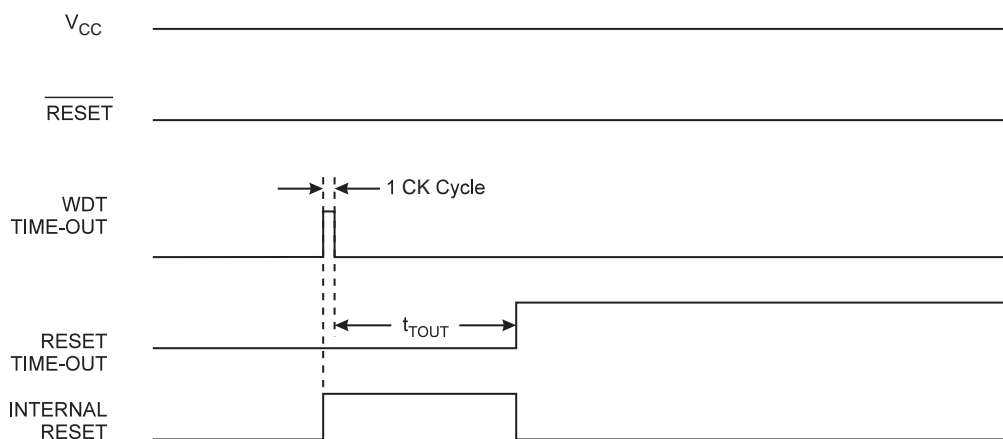 VCC
RESET
1 CK Cycle
WDT
TIME-OUT
tTOUT
RESET
TIME-OUT
INTERNAL
RESET